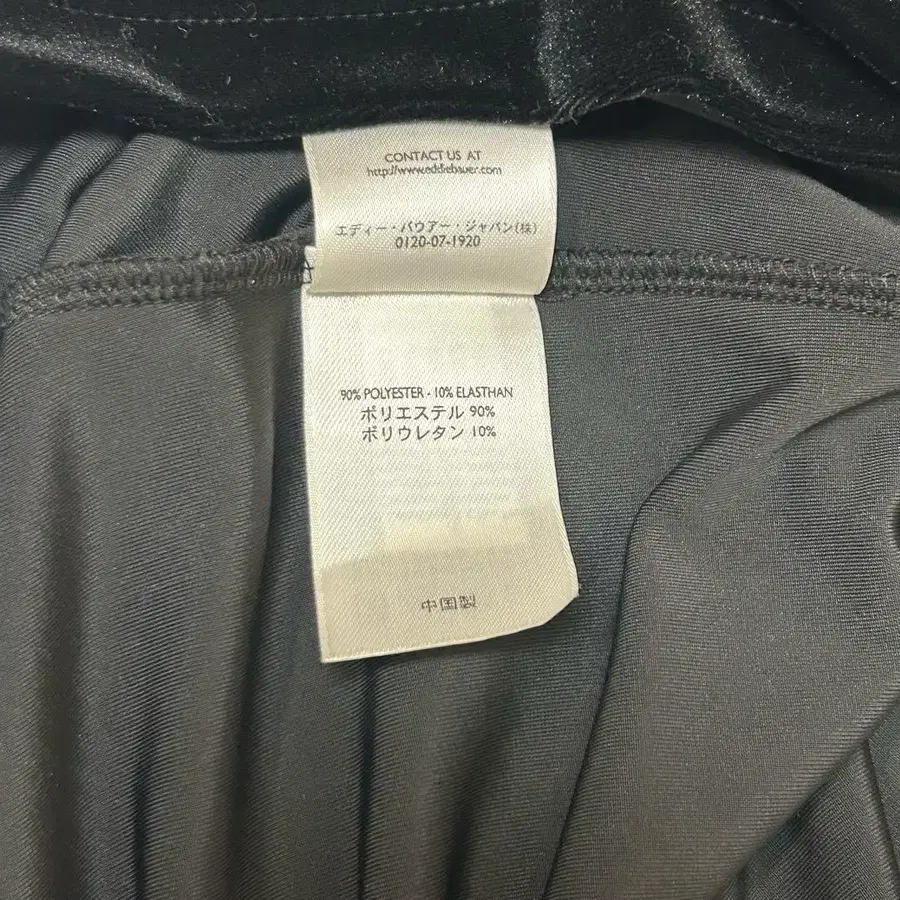 CONTACT US AT
http://www.eddiebauer.com
エディー・バウアー・ジャパン(株)
0120-07-1920
90% POLYESTER - 10% ELASTHAN
ポリエステル 90%
ポリウレタン 10%
中国製